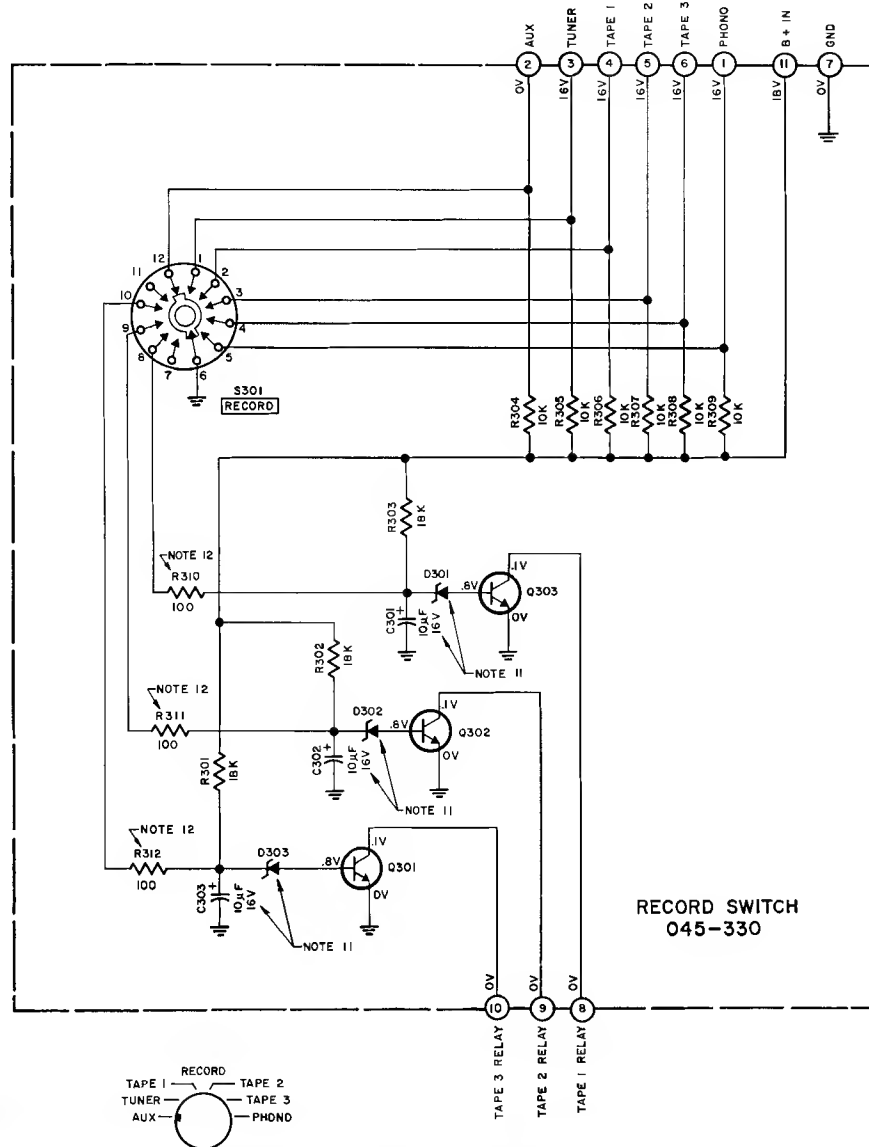 AUX
TUNER
TAPE 1
TAPE 2
TAPE 3
PHONO
B + IN
GND
2
3
4
5
6
1
11
7
0V
16V
16V
16V
16V
16V
18V
0V
12
1
11
2
10
3
9
4
8
5
7
6
S301
RECORD
R304
10K
R305
10K
R306
10K
R307
10K
R308
10K
R309
10K
R303
18K
NOTE 12
R310
100
D301
.8V
.1V
Q303
0V
C301
+
10µF
16V
NOTE 11
R302
18K
NOTE 12
R311
100
D302
.8V
.1V
Q302
0V
C302
+
10µF
16V
NOTE 11
R301
18K
NOTE 12
R312
100
D303
.8V
.1V
Q301
0V
C303
+
10µF
16V
NOTE 11
RECORD SWITCH
045-330
0V
0V
0V
10
9
8
TAPE 3 RELAY
TAPE 2 RELAY
TAPE 1 RELAY
RECORD
TAPE 1
TAPE 2
TUNER
TAPE 3
AUX
PHONO